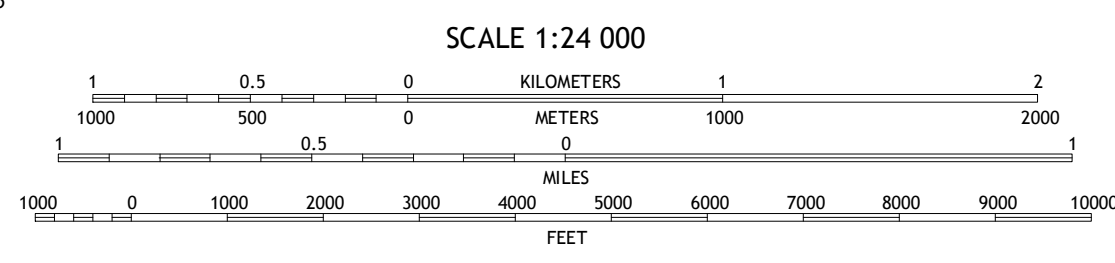 SCALE 1:24 000
1 0.5 0 KILOMETERS 1 2
1000 500 0 METERS 1000 2000
1 0.5 0 1
MILES
1000 0 1000 2000 3000 4000 5000 6000 7000 8000 9000 10000
FEET